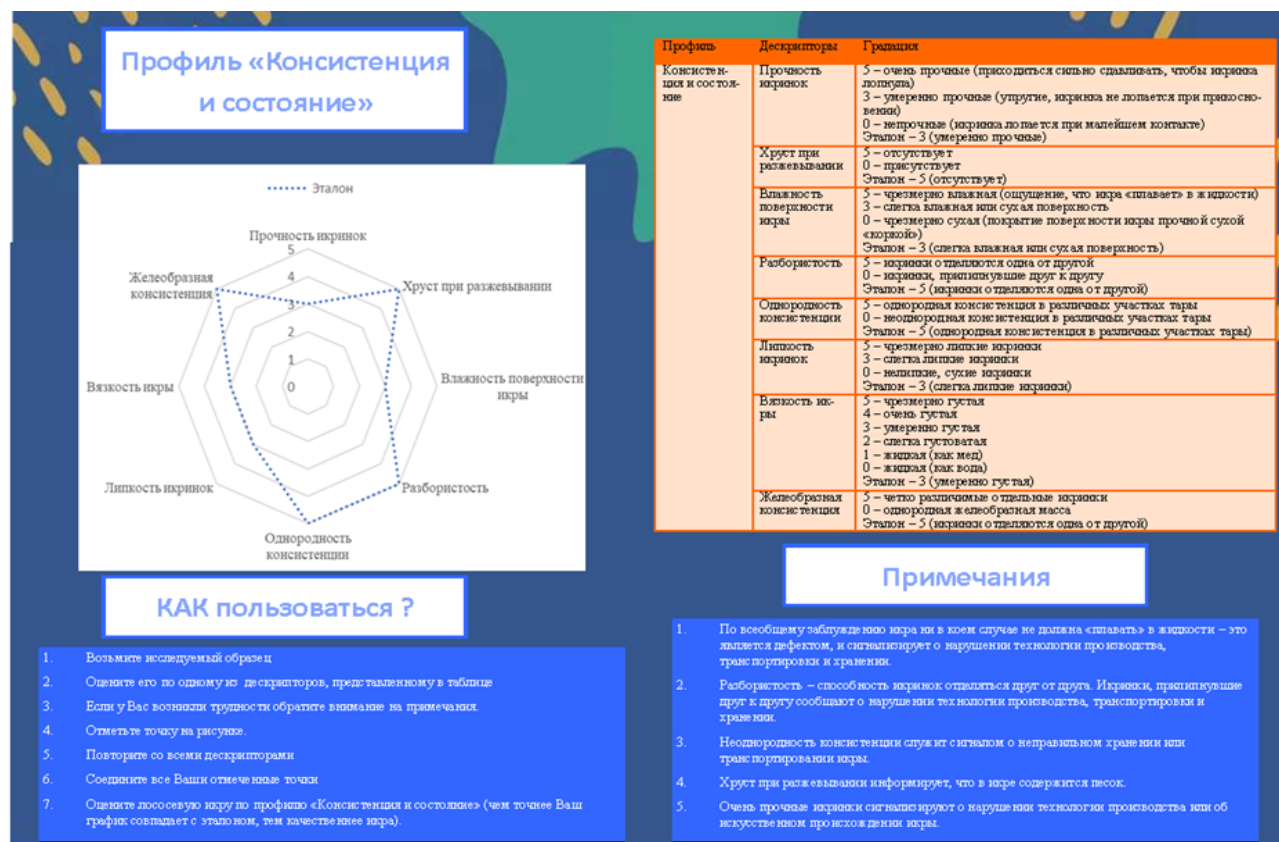 Профиль «Консистенция
и состояние»
Эталон
Прочность икринок
Хруст при разжевывании
Влажность поверхности
икры
Разбористость
Однородность
консистенции
Липкость икринок
Вязкость икры
Желеобразная
консистенция
5
4
3
2
1
0
КАК пользоваться ?
1. Возьмите исследуемый образец
2. Оцените его по одному из дескрипторов, представленному в таблице
3. Если у Вас возникли трудности обратите внимание на примечания.
4. Отметьте точку на рисунке.
5. Повторите со всеми дескрипторами
6. Соедините все Ваши отмеченные точки
7. Оцените лососевую икру по профилю «Консистенция и состояние» (чем точнее Ваш
график совпадает с эталоном, тем качественнее икра).
Профиль Дескрипторы Градация
Консистен-
ция и состоя-
ние
Прочность
икринок
5 – очень прочные (приходиться сильно сдавливать, чтобы икринка
лопнула)
3 – умеренно прочные (упругие, икринка не лопается при прикосно-
вении)
0 – непрочные (икринка лопается при малейшем контакте)
Эталон – 3 (умеренно прочные)
Хруст при
разжевывании
5 – отсутствует
0 – присутствует
Эталон – 5 (отсутствует)
Влажность
поверхности
икры
5 – чрезмерно влажная (ощущение, что икра «плавает» в жидкости)
3 – слегка влажная или сухая поверхность
0 – чрезмерно сухая (покрытие поверхности икры прочной сухой
«коркой»)
Эталон – 3 (слегка влажная или сухая поверхность)
Разбористость
5 – икринки отделяются одна от другой
0 – икринки, прилипнувшие друг к другу
Эталон – 5 (икринки отделяются одна от другой)
Однородность
консистенции
5 – однородная консистенция в различных участках тары
0 – неоднородная консистенция в различных участках тары
Эталон – 5 (однородная консистенция в различных участках тары)
Липкость
икринок
5 – чрезмерно липкие икринки
3 – слегка липкие икринки
0 – нелипкие, сухие икринки
Эталон – 3 (слегка липкие икринки)
Вязкость ик-
ры
5 – чрезмерно густая
4 – очень густая
3 – умеренно густая
2 – слегка густоватая
1 – жидкая (как мед)
0 – жидкая (как вода)
Эталон – 3 (умеренно густая)
Желеобразная
консистенция
5 – четко различимые отдельные икринки
0 – однородная желеобразная масса
Эталон – 5 (икринки отделяются одна от другой)
Примечания
1. По всеобщему заблуждению икра ни в коем случае не должна «плавать» в жидкости – это
является дефектом, и сигнализирует о нарушении технологии производства,
транспортировки и хранении.
2. Разбористость – способность икринок отделяться друг от друга. Икринки, прилипнувшие
друг к другу сообщают о нарушении технологии производства, транспортировки и
хранении.
3. Неоднородность консистенции служит сигналом о неправильном хранении или
транспортировании икры.
4. Хруст при разжевывании информирует, что в икре содержится песок.
5. Очень прочные икринки сигнализируют о нарушении технологии производства или об
искусственном происхождении икры.